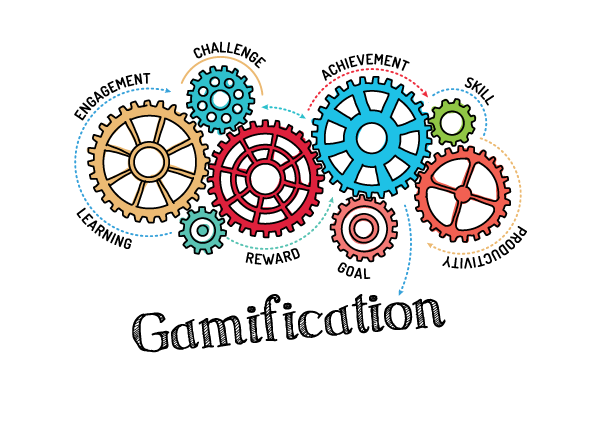 CHALLENGE
ACHIEVEMENT
ENGAGEMENT
SKILL
LEARNING
REWARD
GOAL
PRODUCTIVITY
Gamification